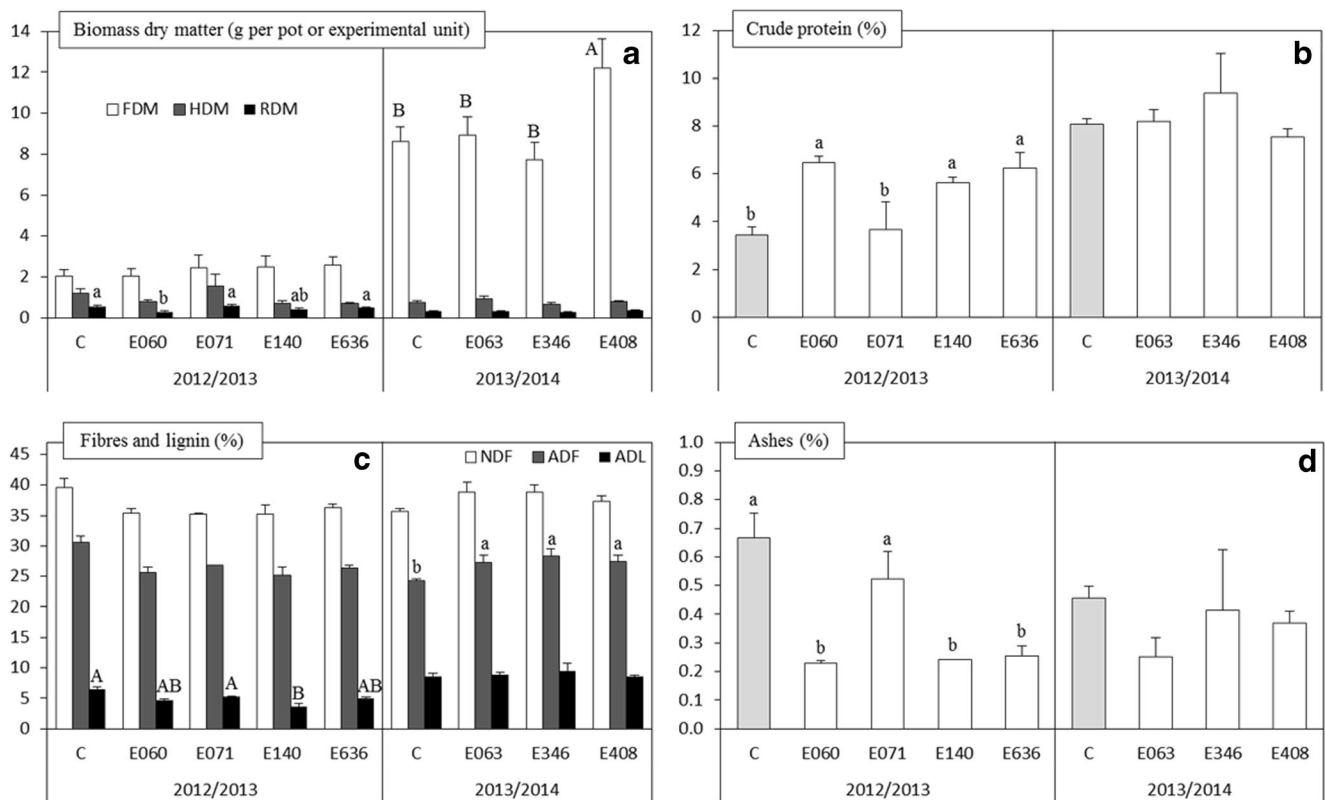 Biomass dry matter (g per pot or experimental unit)
a
14
12
10
8
6
4
2
0
FDM HDM RDM
a b a ab a
B B B A
C E060 E071 E140 E636 C E063 E346 E408
2012/2013 2013/2014
Crude protein (%)
b
12
10
8
6
4
2
0
b a b a a
C E060 E071 E140 E636 C E063 E346 E408
2012/2013 2013/2014
Fibres and lignin (%)
c
NDF ADF ADL
45
40
35
30
25
20
15
10
5
0
A AB A B AB
b a a a
C E060 E071 E140 E636 C E063 E346 E408
2012/2013 2013/2014
Ashes (%)
d
1.0
0.9
0.8
0.7
0.6
0.5
0.4
0.3
0.2
0.1
0.0
a b a b b
C E060 E071 E140 E636 C E063 E346 E408
2012/2013 2013/2014